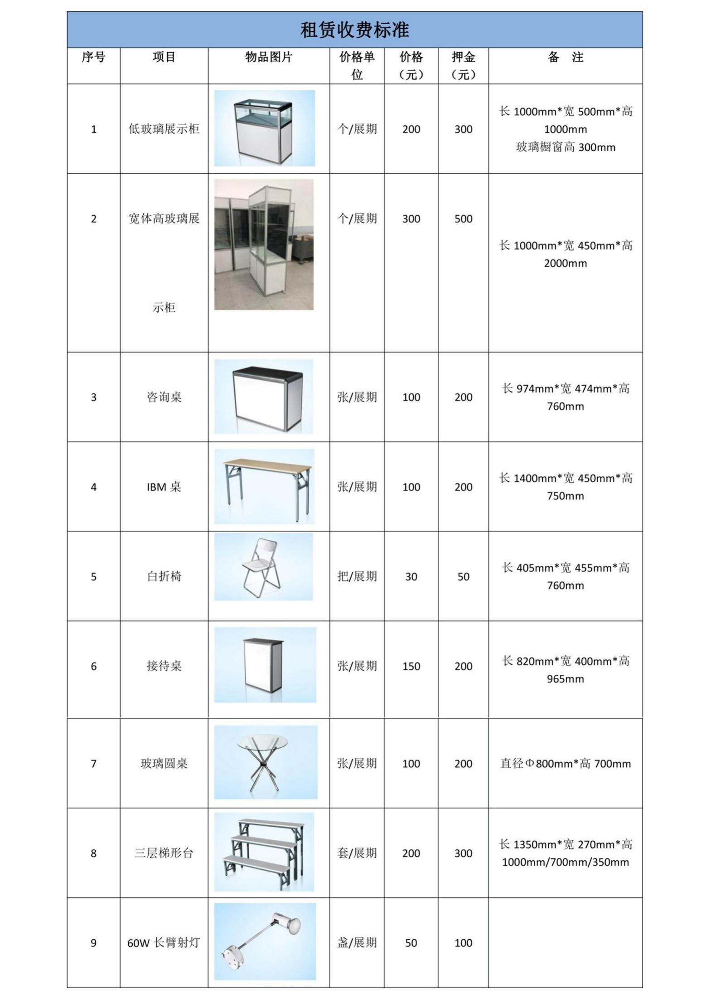 租赁收费标准
序号 项目 物品图片 价格单位 价格（元） 押金（元） 备 注
1 低玻璃展示柜 个/展期 200 300 长 1000mm*宽 500mm*高
1000mm
玻璃橱窗高 300mm
2 宽体高玻璃展 个/展期 300 500
示柜
长 1000mm*宽 450mm*高
2000mm
3 咨询桌 张/展期 100 200 长 974mm*宽 474mm*高
760mm
4 IBM 桌 张/展期 100 200 长 1400mm*宽 450mm*高
750mm
5 白折椅 把/展期 30 50 长 405mm*宽 455mm*高
760mm
6 接待桌 张/展期 150 200 长 820mm*宽 400mm*高
965mm
7 玻璃圆桌 张/展期 100 200 直径Φ800mm*高 700mm
8 三层梯形台 套/展期 200 300 长 1350mm*宽 270mm*高
1000mm/700mm/350mm
9 60W 长臂射灯 盏/展期 50 100